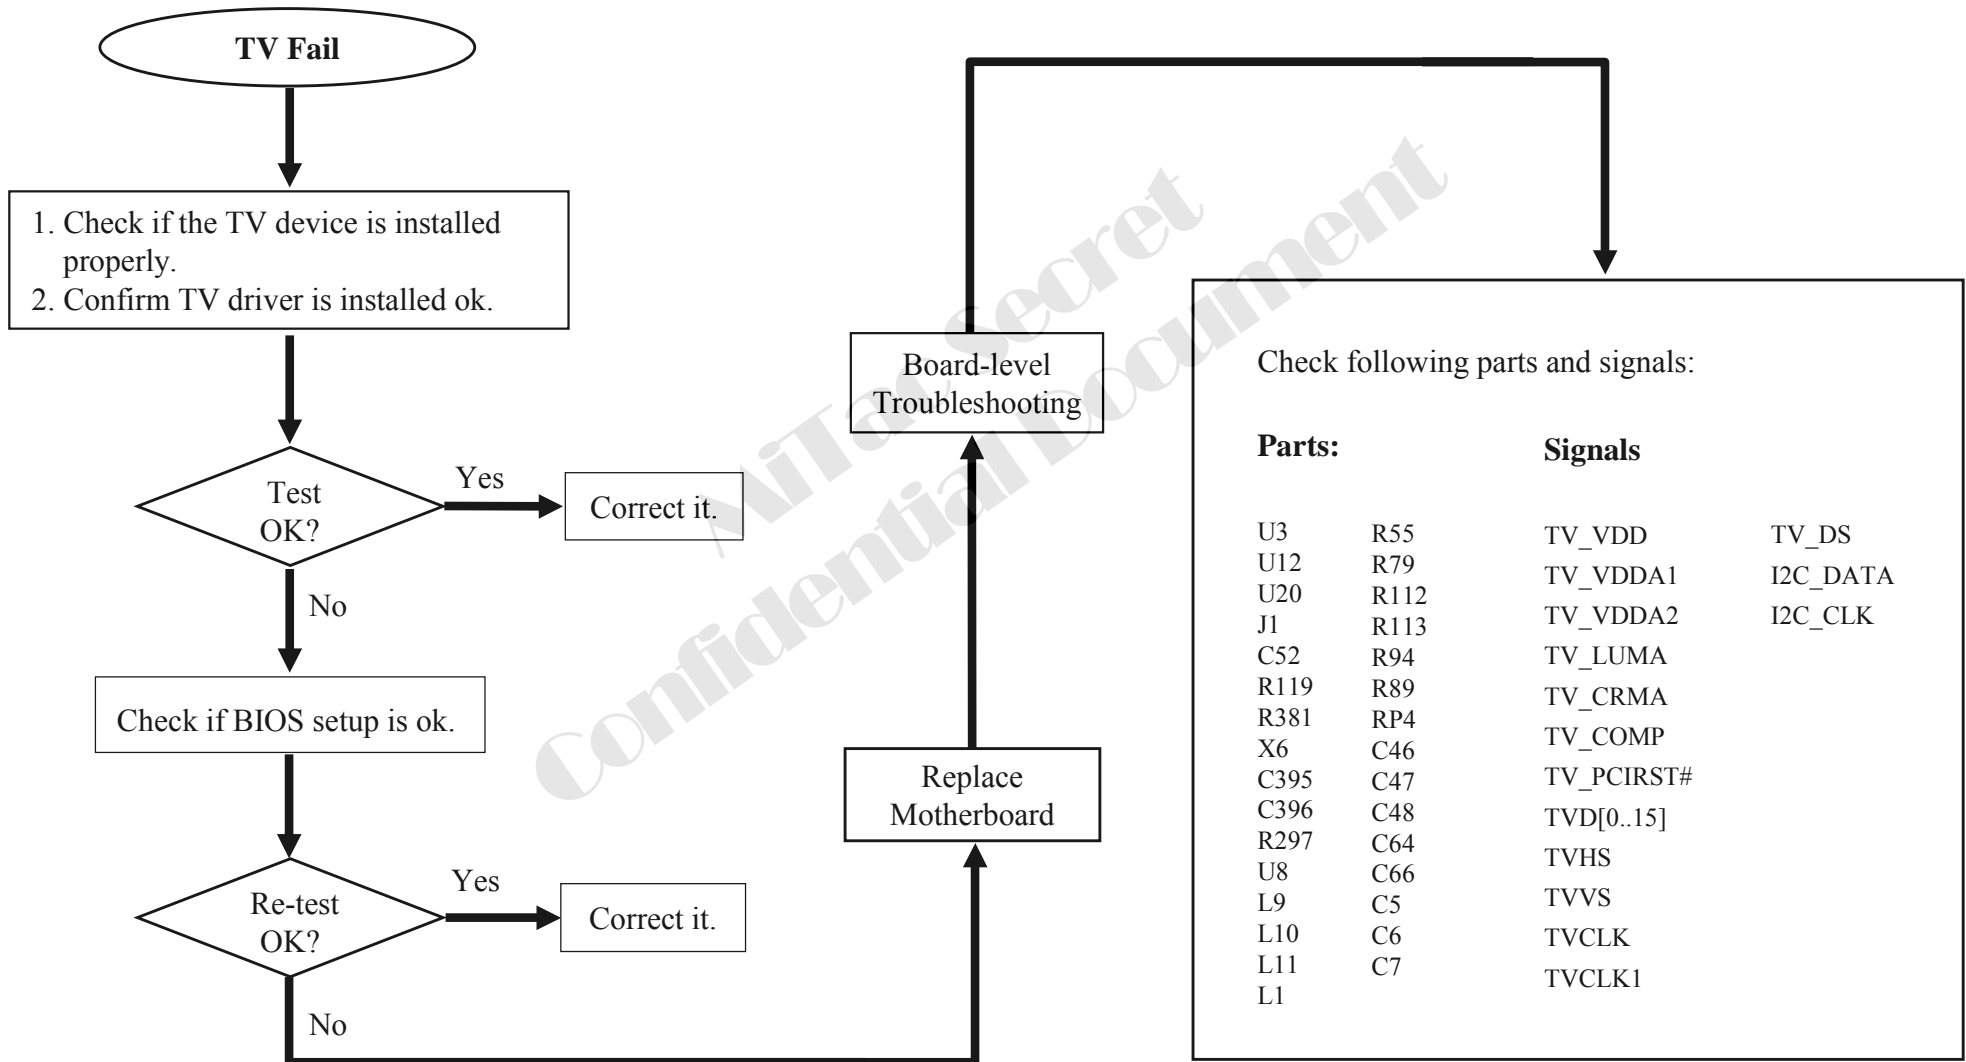 TV Fail
1. Check if the TV device is installed
properly.
2. Confirm TV driver is installed ok.
Test
OK?
Yes
Correct it.
No
Check if BIOS setup is ok.
Re-test
OK?
Yes
Correct it.
No
Replace
Motherboard
Board-level
Troubleshooting
MiTac Secret
Confidential Document
Check following parts and signals:
Parts:
U3
U12
U20
J1
C52
R119
R381
X6
C395
C396
R297
U8
L9
L10
L11
L1
R55
R79
R112
R113
R94
R89
RP4
C46
C47
C48
C64
C66
C5
C6
C7
Signals
TV_VDD
TV_VDDA1
TV_VDDA2
TV_LUMA
TV_CRMA
TV_COMP
TV_PCIRST#
TVD[0..15]
TVHS
TVVS
TVCLK
TVCLK1
TV_DS
I2C_DATA
I2C_CLK